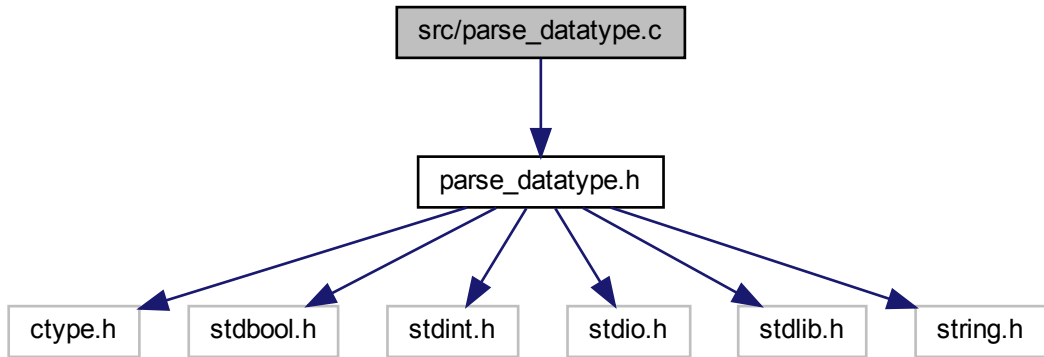 src/parse_datatype.c
parse_datatype.h
ctype.h
stdbool.h
stdint.h
stdio.h
stdlib.h
string.h